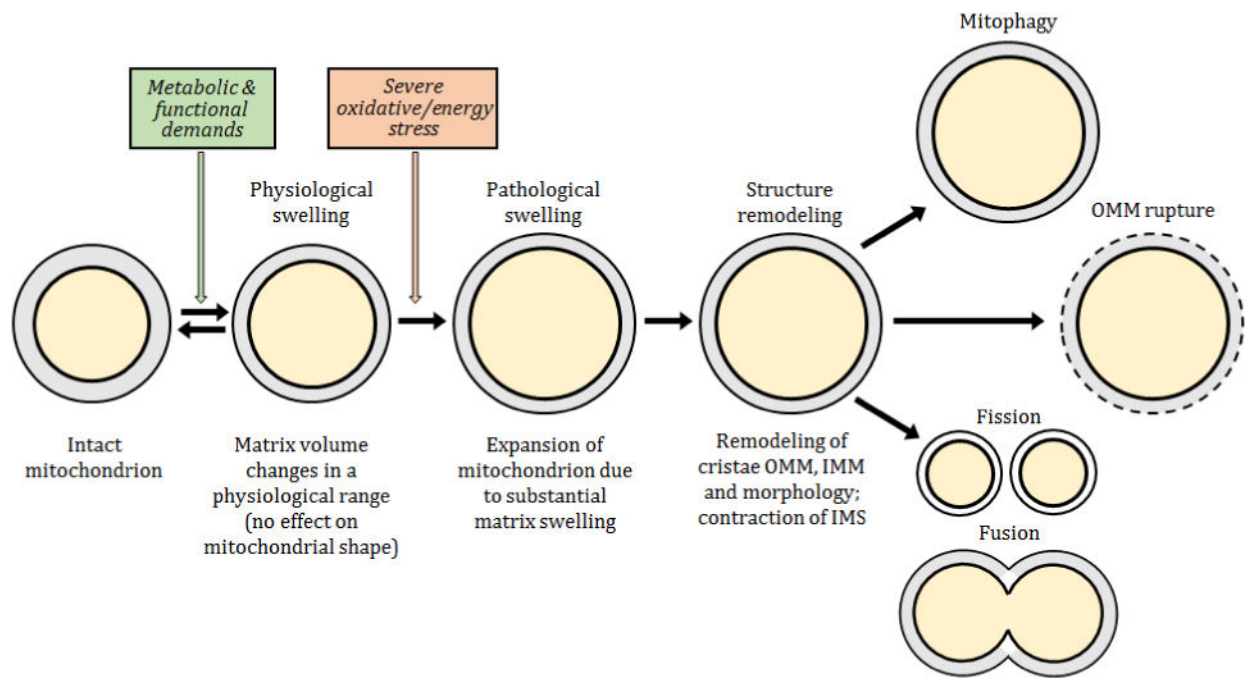 Mitophagy
Metabolic &
functional
demands
Severe
oxidative/energy
stress
Physiological
swelling
Pathological
swelling
Structure
remodeling
OMM rupture
Intact
mitochondrion
Matrix volume
changes in a
physiological range
(no effect on
mitochondrial shape)
Expansion of
mitochondrion due
to substantial
matrix swelling
Remodeling of
cristae OMM, IMM
and morphology;
contraction of IMS
Fission
Fusion